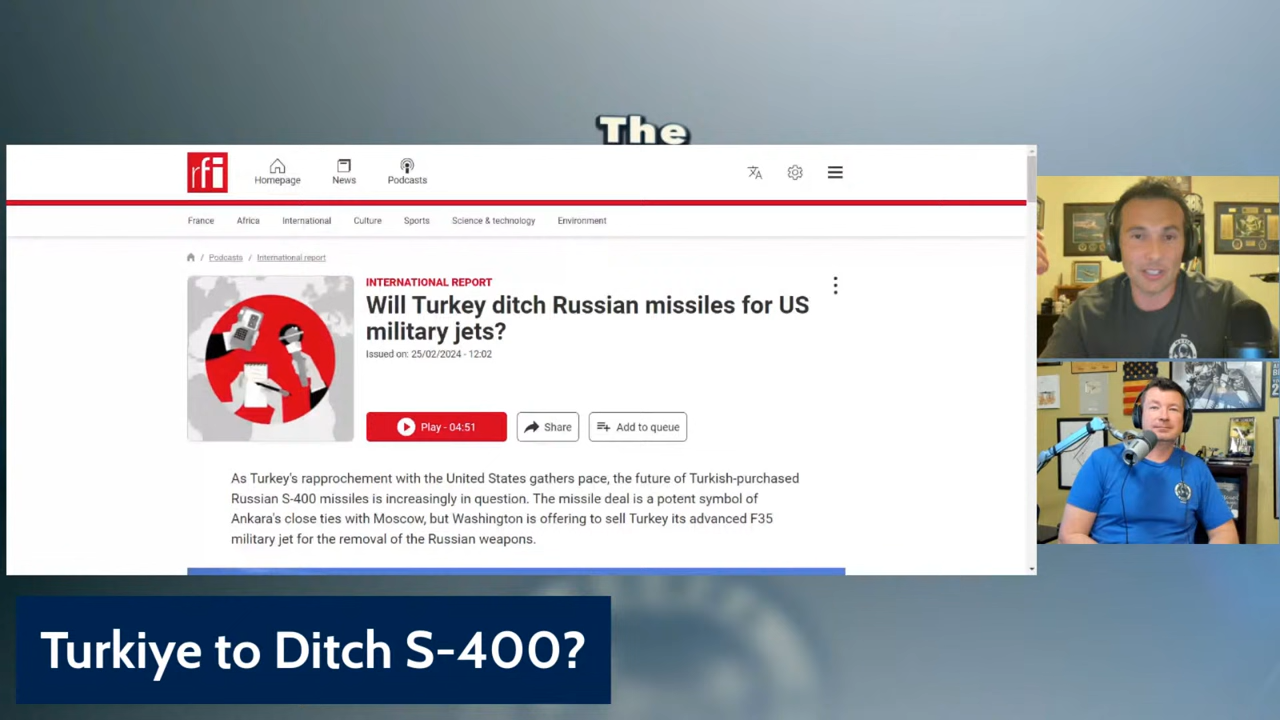 The
rfi
Homepage
News
Podcasts
France
Africa
International
Culture
Sports
Science & technology
Environment
/ Podcasts / International report
INTERNATIONAL REPORT
Will Turkey ditch Russian missiles for US
military jets?
Issued on: 25/02/2024 - 12:02
Play - 04:51
Share
Add to queue
As Turkey's rapprochement with the United States gathers pace, the future of Turkish-purchased
Russian S-400 missiles is increasingly in question. The missile deal is a potent symbol of
Ankara's close ties with Moscow, but Washington is offering to sell Turkey its advanced F35
military jet for the removal of the Russian weapons.
Turkiye to Ditch S-400?